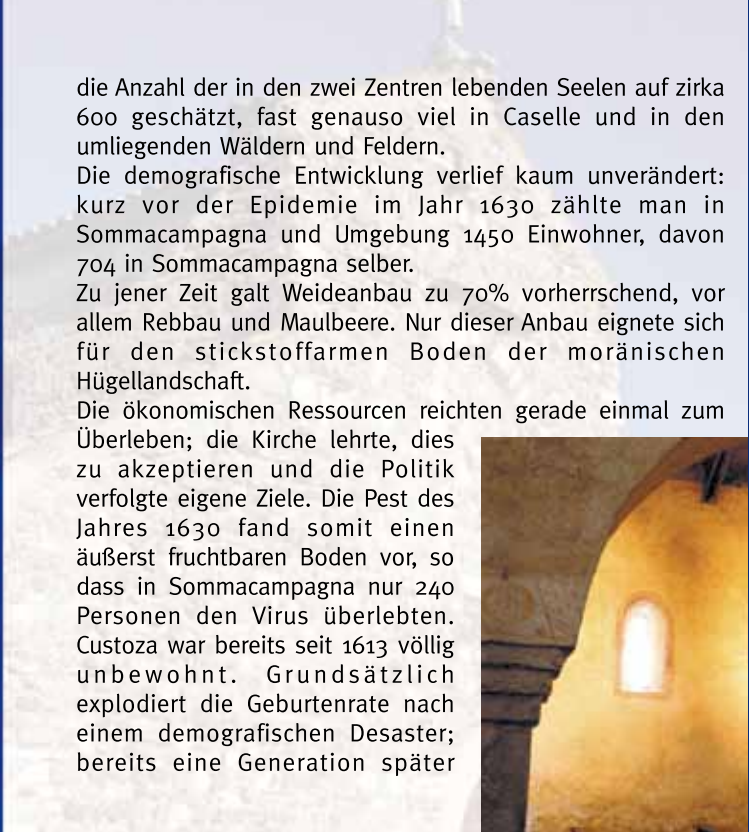 die Anzahl der in den zwei Zentren lebenden Seelen auf zirka
600 geschätzt, fast genauso viel in Caselle und in den
umliegenden Wäldern und Feldern.
Die demografische Entwicklung verlief kaum unverändert:
kurz vor der Epidemie im Jahr 1630 zählte man in
Sommacampagna und Umgebung 1450 Einwohner, davon
704 in Sommacampagna selber.
Zu jener Zeit galt Weideanbau zu 70% vorherrschend, vor
allem Rebbau und Maulbeere. Nur dieser Anbau eignete sich
für den stickstoffarmen Boden der moränischen
Hügellandschaft.
Die ökonomischen Ressourcen reichten gerade einmal zum
Überleben; die Kirche lehrte, dies
zu akzeptieren und die Politik
verfolgte eigene Ziele. Die Pest des
Jahres 1630 fand somit einen
äußerst fruchtbaren Boden vor, so
dass in Sommacampagna nur 240
Personen den Virus überlebten.
Custoza war bereits seit 1613 völlig
unbewohnt. Grundsätzlich
explodiert die Geburtenrate nach
einem demografischen Desaster;
bereits eine Generation später